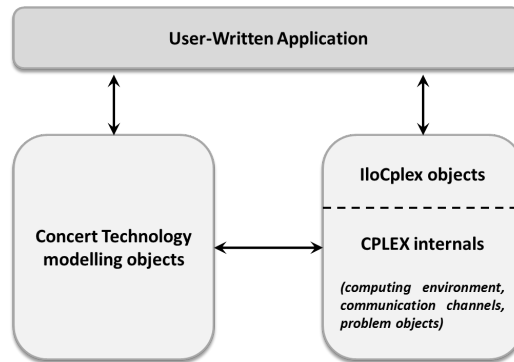 User-Written Application
IloCplex objects
Concert Technology
modelling objects
CPLEX internals
(computing environment,
communication channels,
problem objects)